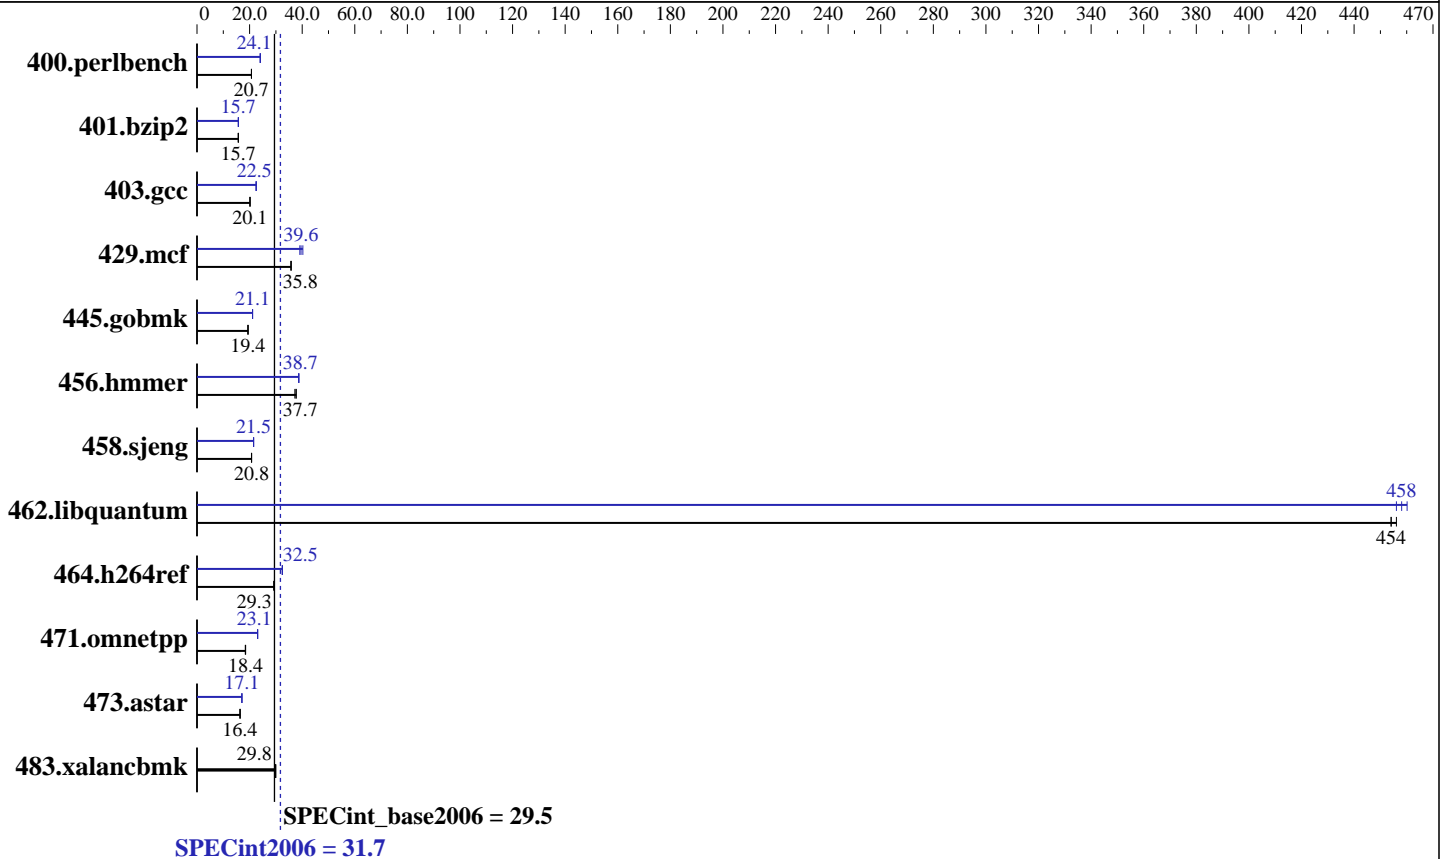 0 20.0 40.0 60.0 80.0 100 120 140 160 180 200 220 240 260 280 300 320 340 360 380 400 420 440 470
24.1
400.perlbench
20.7
15.7
401.bzip2
15.7
22.5
403.gcc
20.1
39.6
429.mcf
35.8
21.1
445.gobmk
19.4
38.7
456.hmmer
37.7
21.5
458.sjeng
20.8
458
462.libquantum
454
32.5
464.h264ref
29.3
23.1
471.omnetpp
18.4
17.1
473.astar
16.4
29.8
483.xalancbmk
SPECint_base2006 = 29.5
SPECint2006 = 31.7